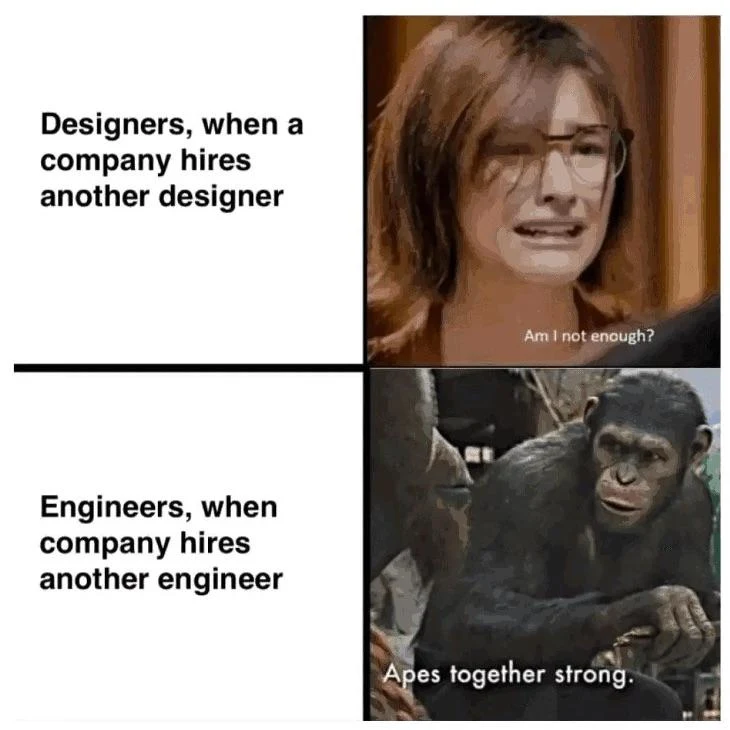 Designers, when a
company hires
another designer
Am I not enough?
Engineers, when
company hires
another engineer
Apes together strong.